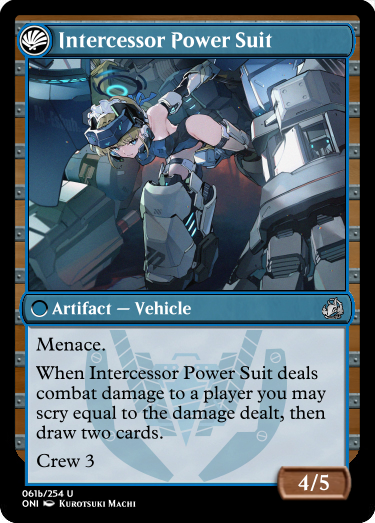 Intercessor Power Suit
Artifact — Vehicle
Menace.
When Intercessor Power Suit deals
combat damage to a player you may
scry equal to the damage dealt, then
draw two cards.
Crew 3
4/5
061b/254 U
ONI Kurotsuki Machi